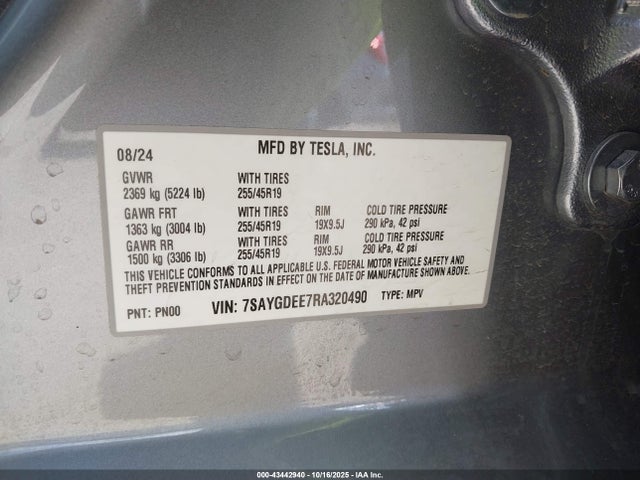 08/24 MFD BY TESLA, INC.
GVWR WITH TIRES
2369 kg (5224 lb) 255/45R19
GAWR FRT WITH TIRES RIM COLD TIRE PRESSURE
1363 kg (3004 lb) 255/45R19 19X9.5J 290 kPa, 42 psi
GAWR RR WITH TIRES RIM COLD TIRE PRESSURE
1500 kg (3306 lb) 255/45R19 19X9.5J 290 kPa, 42 psi
THIS VEHICLE CONFORMS TO ALL APPLICABLE U.S. FEDERAL MOTOR VEHICLE SAFETY AND
THEFT PREVENTION STANDARDS IN EFFECT ON THE DATE OF MANUFACTURE SHOWN ABOVE.
PNT: PN00 VIN: 7SAYGDEE7RA320490 TYPE: MPV
000-43442940 - 10/16/2025 - IAA Inc.